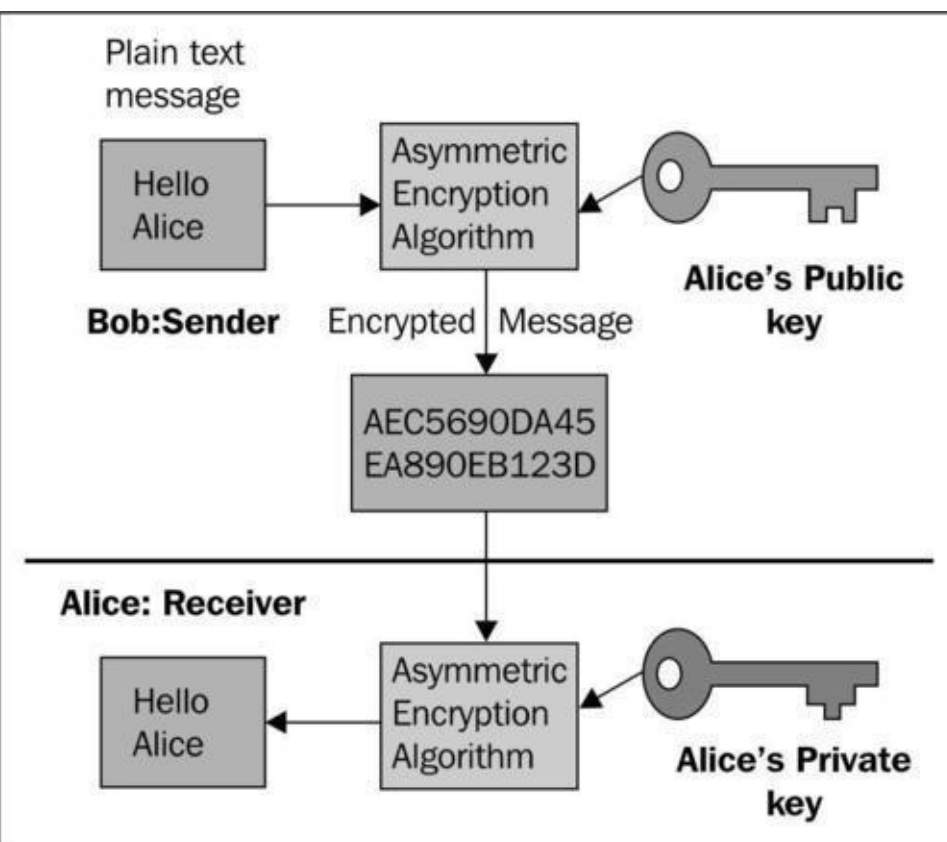 Plain text
message
Hello
Alice
Asymmetric
Encryption
Algorithm
Alice's Public
key
Bob:Sender
Encrypted Message
AEC5690DA45
EA890EB123D
Alice: Receiver
Hello
Alice
Asymmetric
Encryption
Algorithm
Alice's Private
key